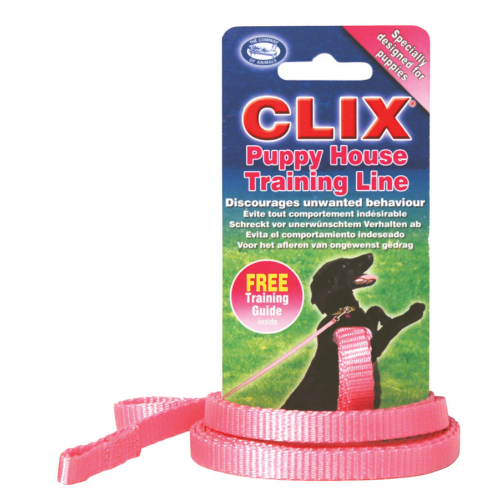 THE COMPANY
OF ANIMALS
Specially
designed for
puppies
CLIX®
Puppy House
Training Line
Discourages unwanted behaviour
Évite tout comportement indésirable
Schreckt vor unerwünschtem Verhalten ab
Evita el comportamiento indeseado
Voor het afleren van ongewenst gedrag
FREE
Training
Guide
inside